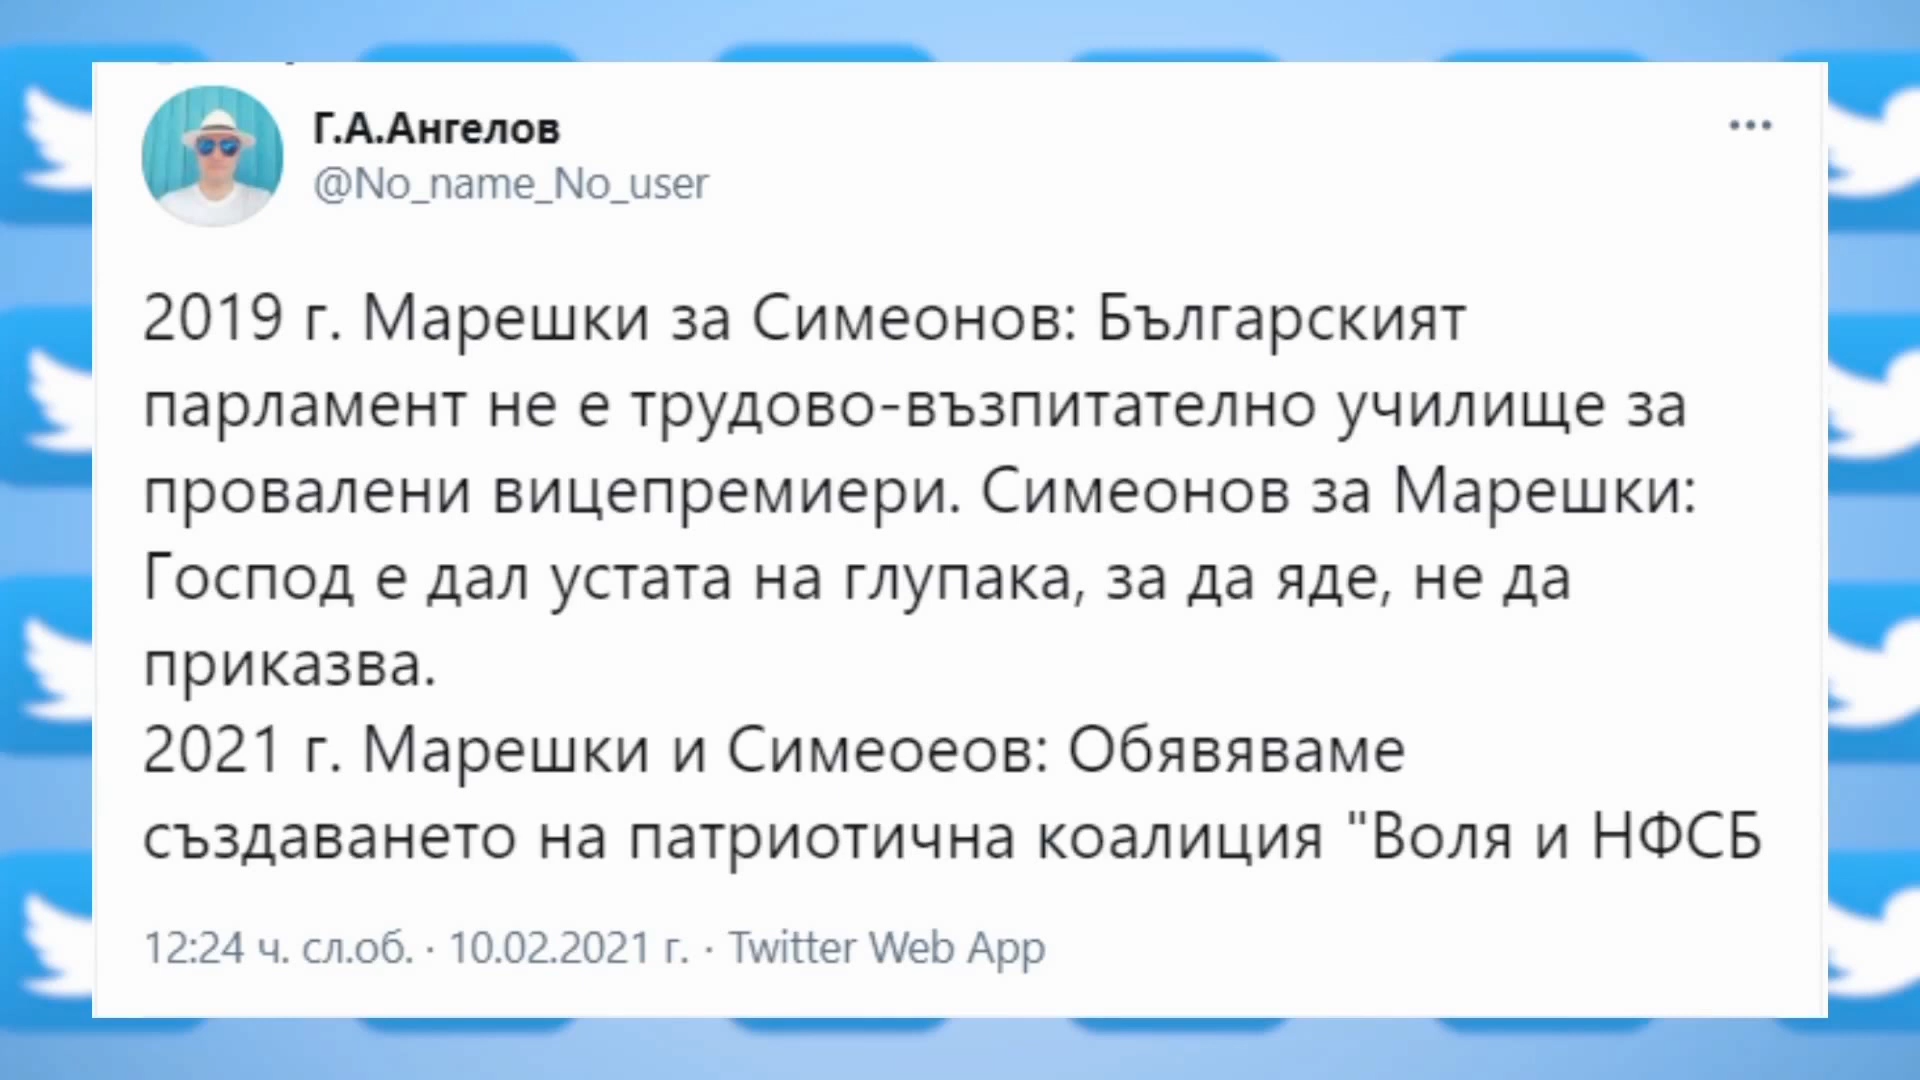 Г.А.Ангелов
@No_name_No_user
2019 г. Марешки за Симеонов: Българският
парламент не е трудово-възпитателно училище за
провалени вицепремиери. Симеонов за Марешки:
Господ е дал устата на глупака, за да яде, не да
приказва.
2021 г. Марешки и Симеоеов: Обявяваме
създаването на патриотична коалиция "Воля и НФСБ
12:24 ч. сл.об. · 10.02.2021 г. · Twitter Web App